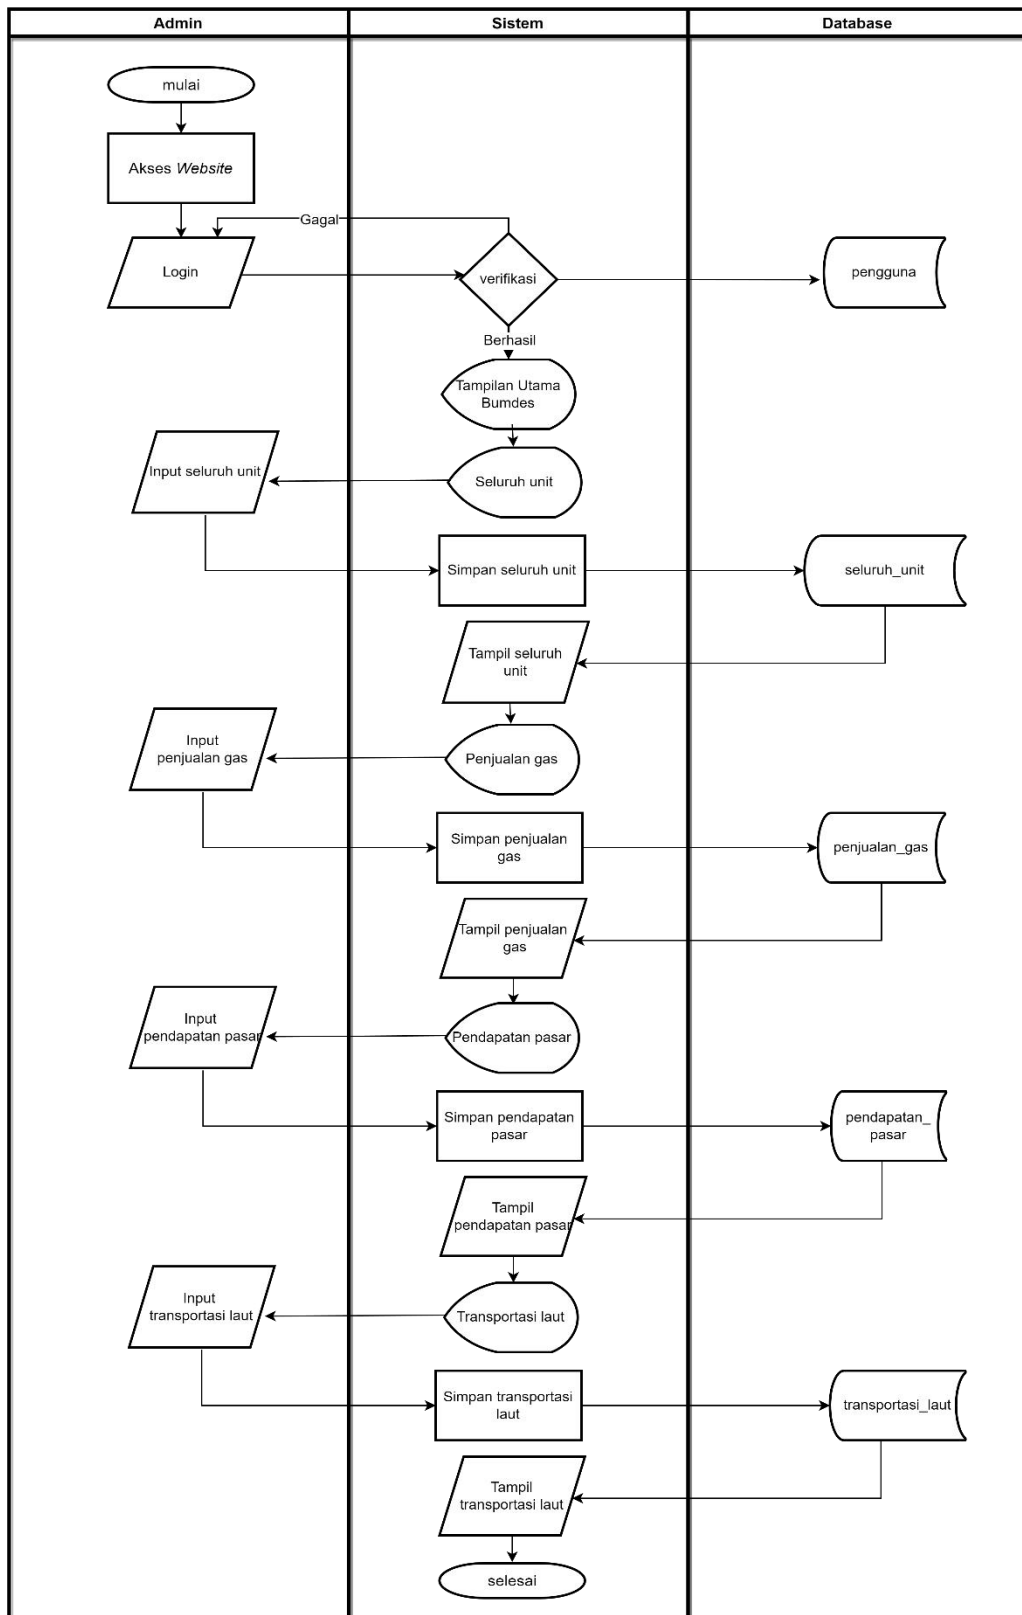 Admin
Sistem
Database
mulai
Akses Website
Gagal
Login
verifikasi
pengguna
Berhasil
Tampilan Utama
Bumdes
Input seluruh unit
Seluruh unit
Simpan seluruh unit
seluruh_unit
Tampil seluruh
unit
Input
penjualan gas
Penjualan gas
Simpan penjualan
gas
penjualan_gas
Tampil penjualan
gas
Input
pendapatan pasar
Pendapatan pasar
Simpan pendapatan
pasar
pendapatan_
pasar
Tampil
pendapatan pasar
Input
transportasi laut
Transportasi laut
Simpan transportasi
laut
transportasi_laut
Tampil
transportasi laut
selesai